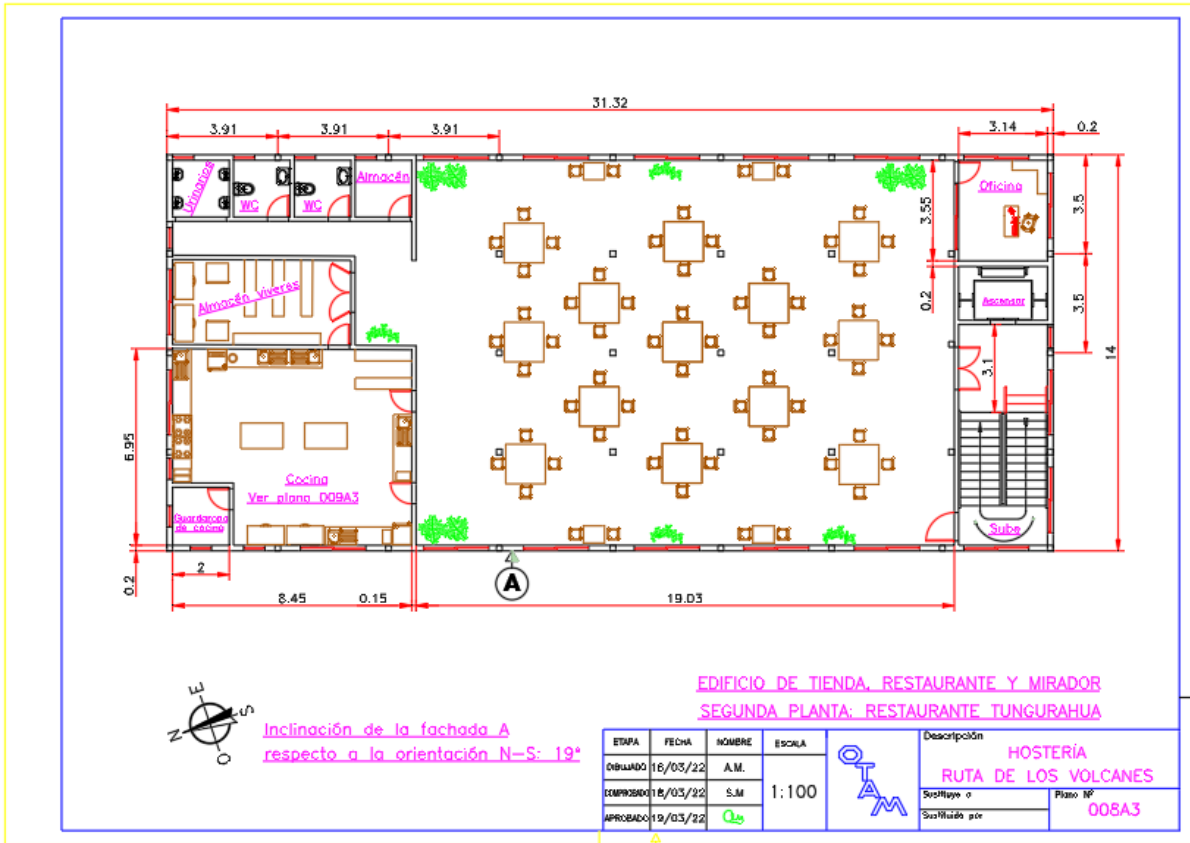 31.32
3.91
3.91
3.91
3.14
0.2
Urinarios
WC
WC
Almacén
Oficina
3.55
3.5
Almacén viveres
0.2
Ascensor
3.5
14
3.1
6.95
Cocina
Ver plano 009A3
Guardaropa
de cocina
Sube
2
0.2
A
8.45
0.15
19.03
E
N
S
O
Inclinación de la fachada A
respecto a la orientación N-S: 19°
EDIFICIO DE TIENDA, RESTAURANTE Y MIRADOR
SEGUNDA PLANTA: RESTAURANTE TUNGURAHUA
ETAPA FECHA NOMBRE ESCALA
DIBUJADO 16/03/22 A.M.
COMPROBADO 18/03/22 S.M
APROBADO 19/03/22
1:100
OTAM
Descripción
HOSTERÍA
RUTA DE LOS VOLCANES
Sustituye a
Sustituido por
Plano Nº
008A3